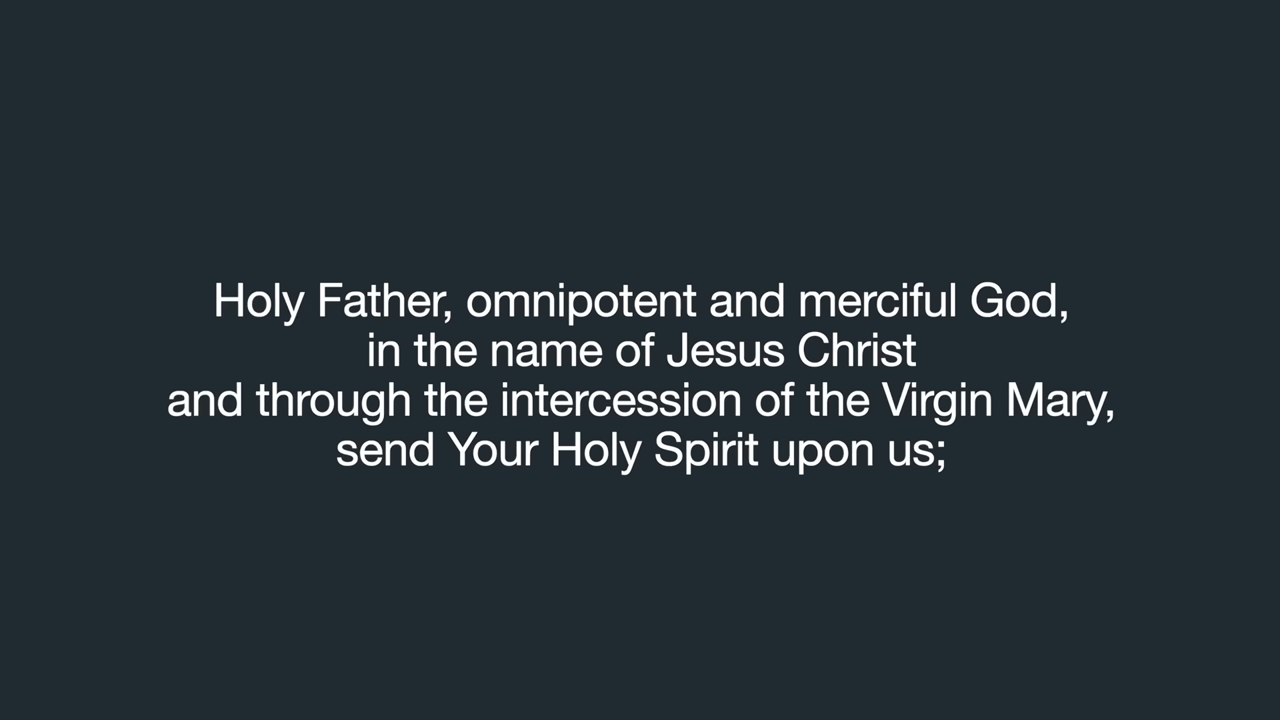 Holy Father, omnipotent and merciful God,
in the name of Jesus Christ
and through the intercession of the Virgin Mary,
send Your Holy Spirit upon us;